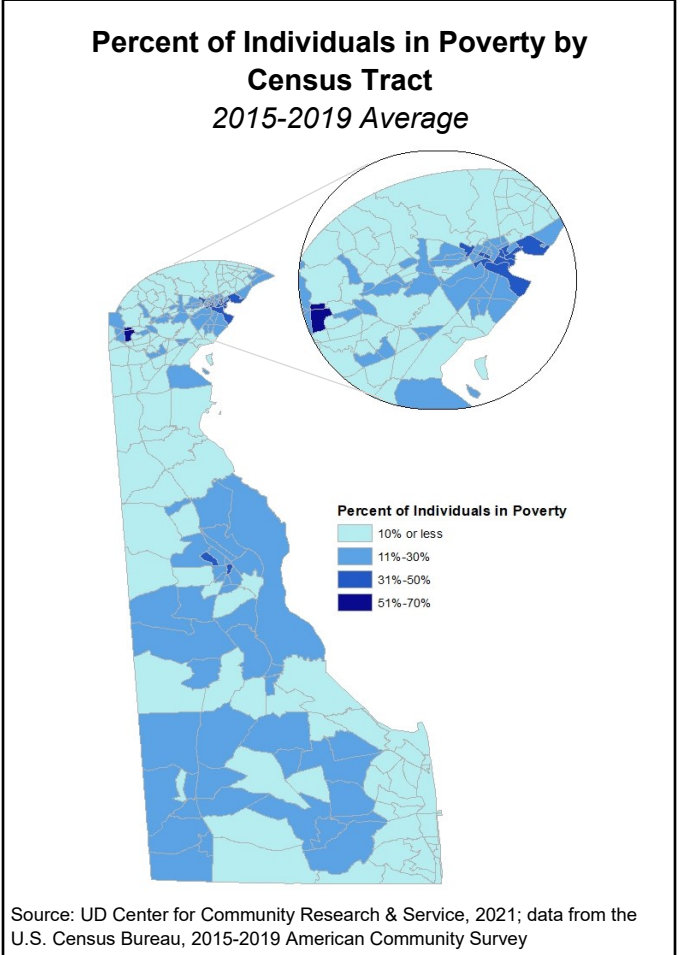 Percent of Individuals in Poverty by
Census Tract
2015-2019 Average
Percent of Individuals in Poverty
10% or less
11%-30%
31%-50%
51%-70%
Source: UD Center for Community Research & Service, 2021; data from the
U.S. Census Bureau, 2015-2019 American Community Survey